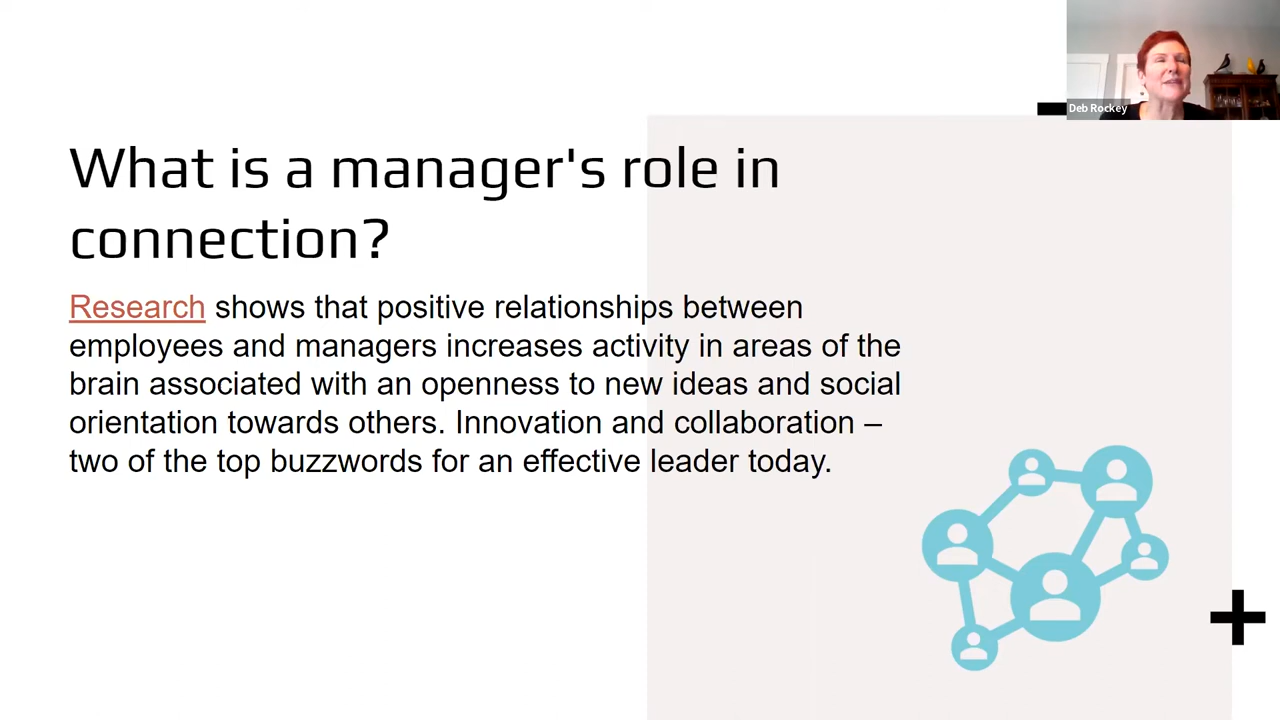 Deb Rockey
What is a manager's role in
connection?
Research shows that positive relationships between
employees and managers increases activity in areas of the
brain associated with an openness to new ideas and social
orientation towards others. Innovation and collaboration –
two of the top buzzwords for an effective leader today.